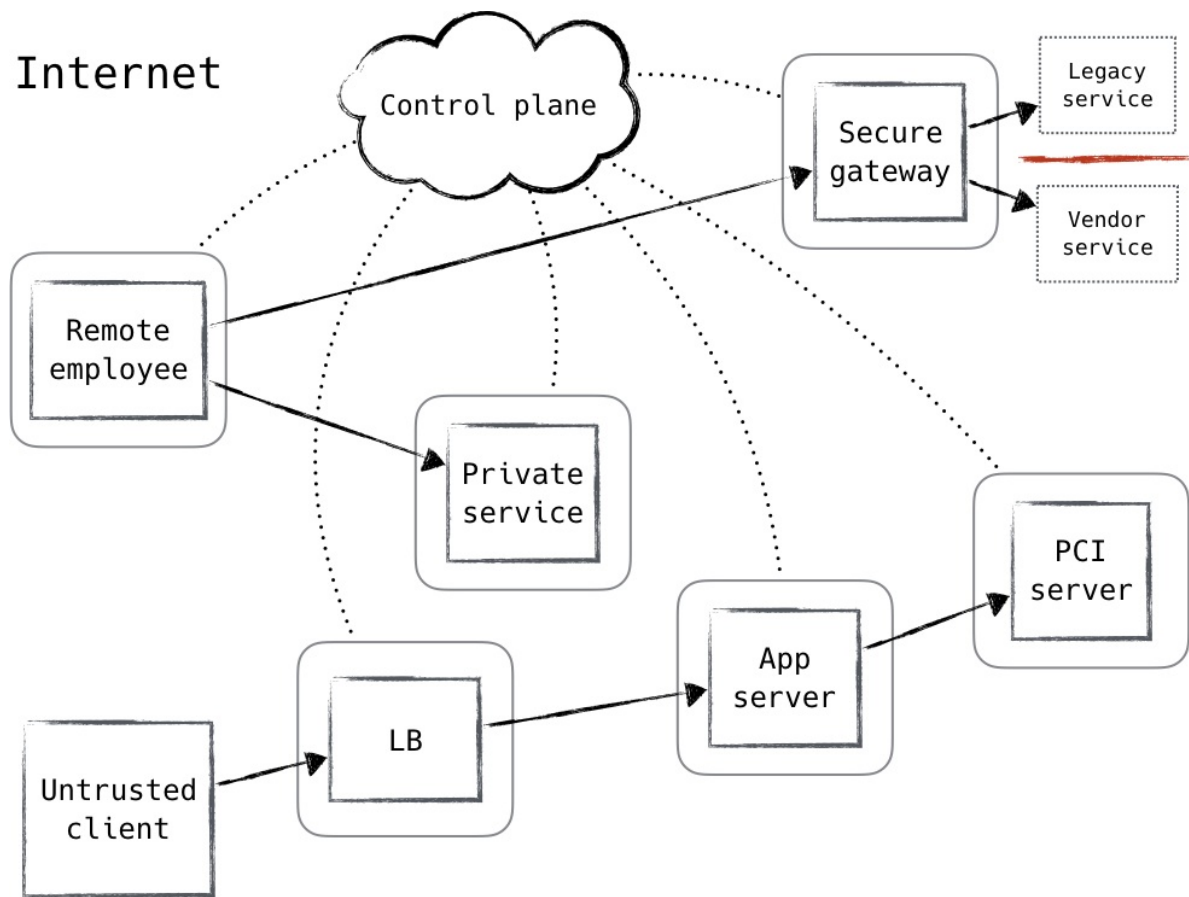 Internet
Control plane
Secure
gateway
Legacy
service
Vendor
service
Remote
employee
Private
service
PCI
server
App
server
LB
Untrusted
client